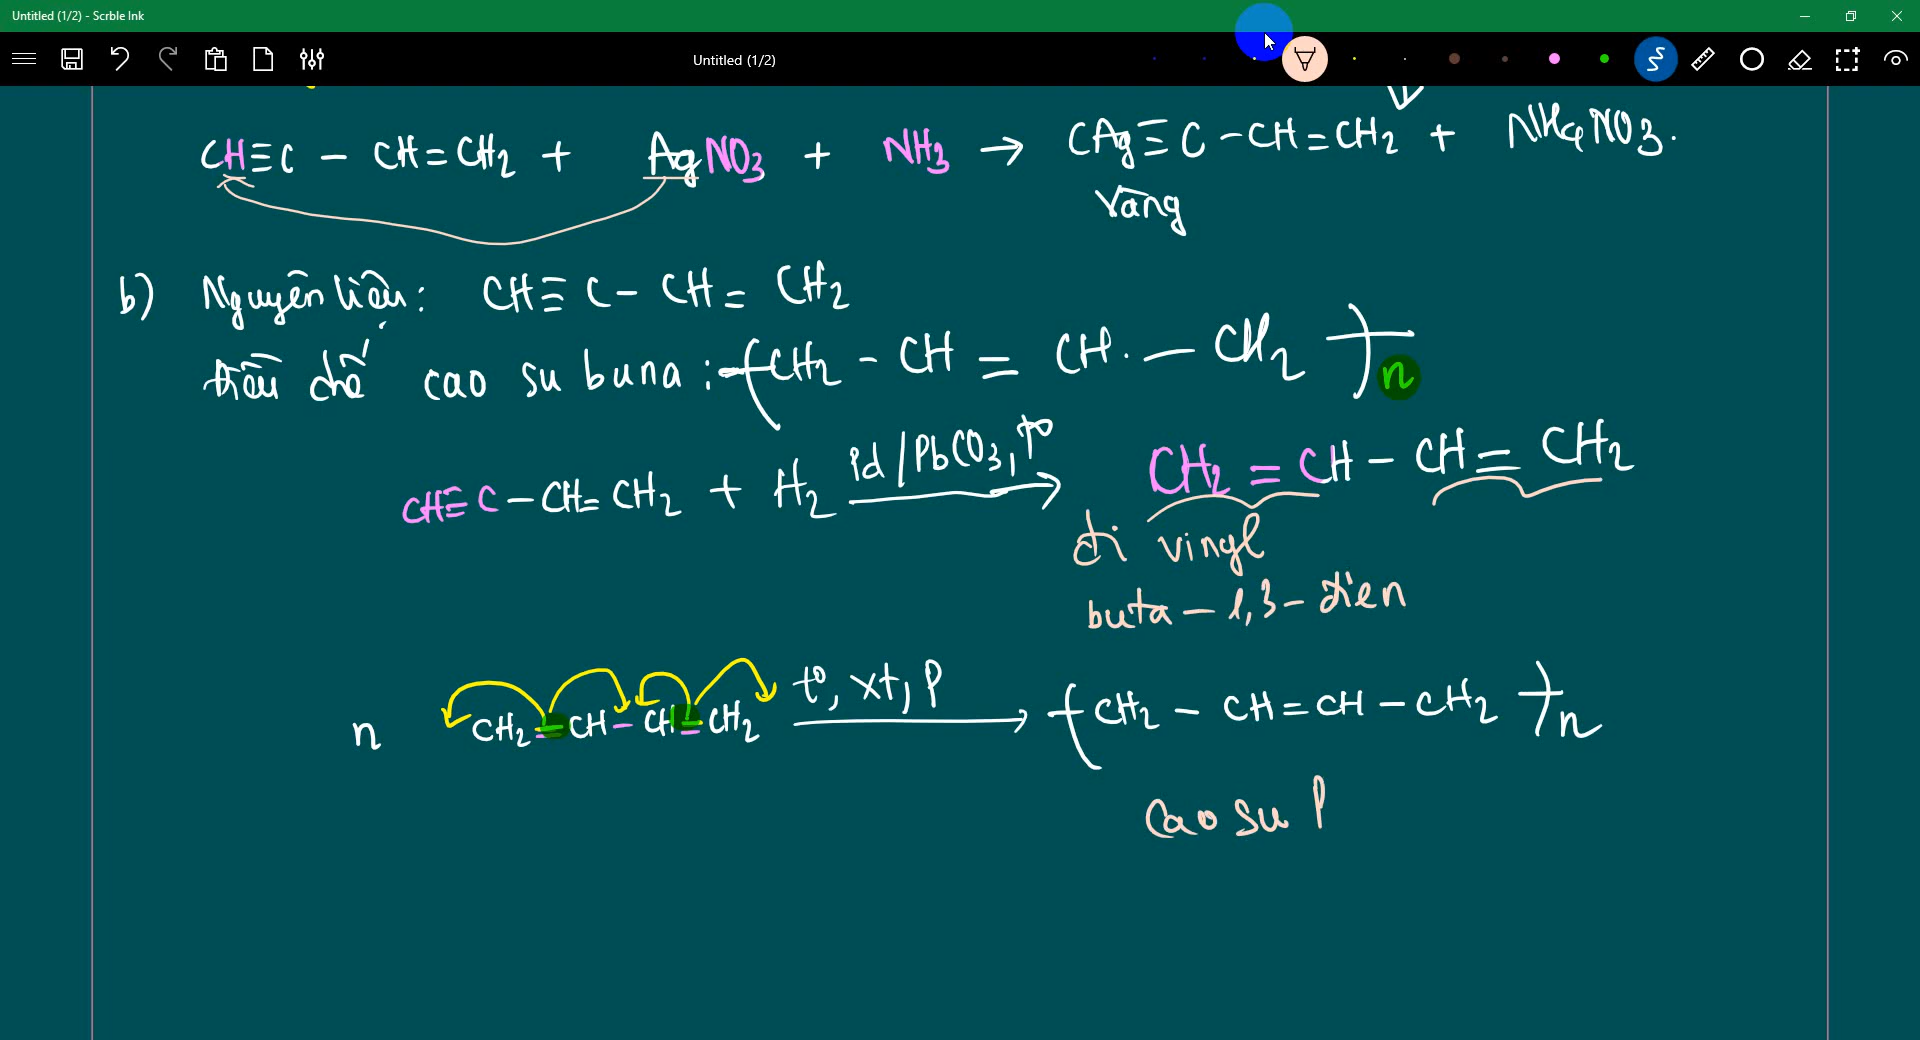 Untitled (1/2) - Scrble Ink
Untitled (1/2)
CH≡C – CH=CH2 + AgNO3 + NH3 → CAg≡C – CH=CH2 + NH4NO3.
Vàng
b) Nguyên liệu: CH≡C – CH=CH2
điều chế cao su buna: –(CH2 – CH = CH – CH2–)n
CH≡C – CH=CH2 + H2 Pd/PbCO3, t° → CH2=CH – CH=CH2
đi vinyl
buta – 1,3 – đien
n CH2=CH–CH=CH2 t°, xt, P → –(CH2 – CH=CH – CH2–)n
Cao su